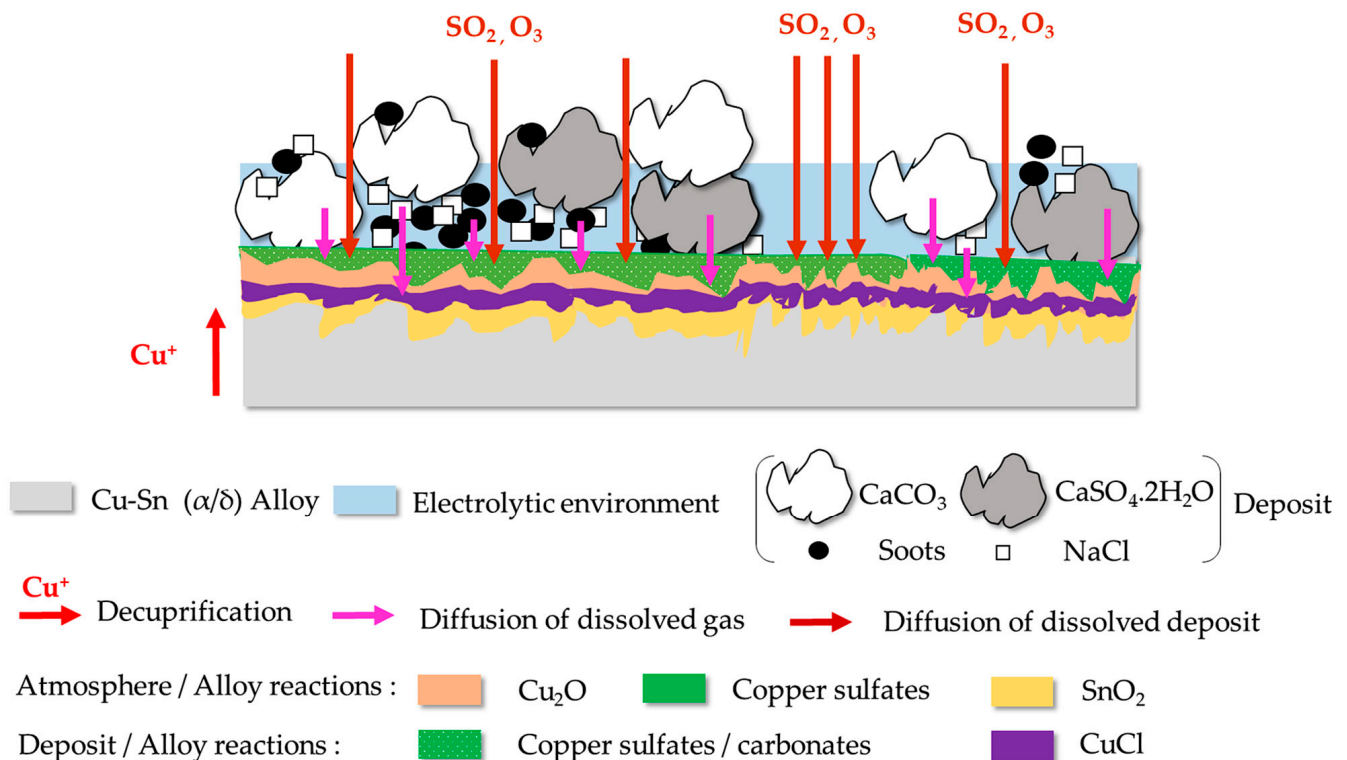 SO₂, O₃ SO₂, O₃ SO₂, O₃
Cu⁺
Cu-Sn (α/δ) Alloy Electrolytic environment CaCO₃ CaSO₄.2H₂O Deposit
Soots NaCl
Cu⁺
Decuprification Diffusion of dissolved gas Diffusion of dissolved deposit
Atmosphere / Alloy reactions : Cu₂O Copper sulfates SnO₂
Deposit / Alloy reactions : Copper sulfates / carbonates CuCl